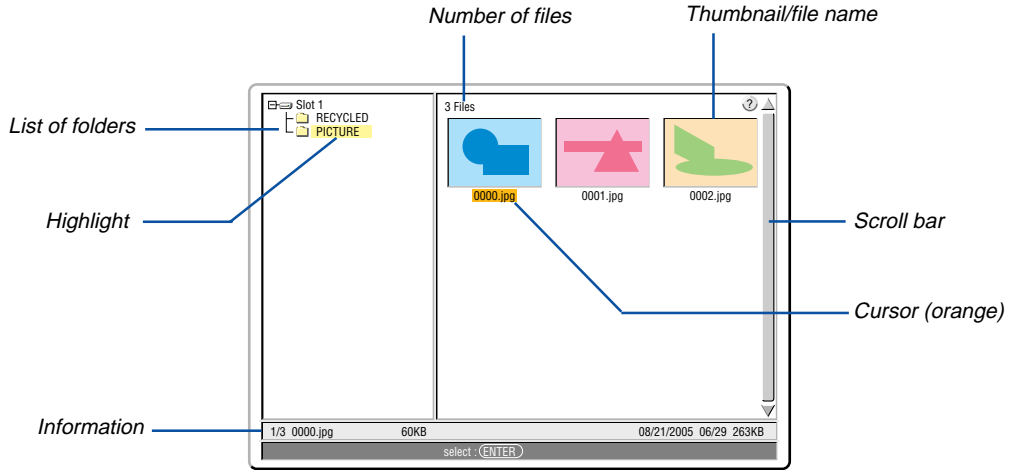 Number of files
Thumbnail/file name
List of folders
Slot 1
RECYCLED
PICTURE
3 Files
?
0000.jpg
0001.jpg
0002.jpg
Highlight
Scroll bar
Cursor (orange)
Information
1/3 0000.jpg 60KB 08/21/2005 06/29 263KB
select : ENTER